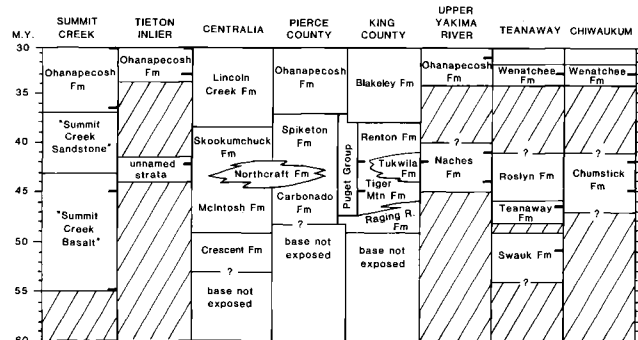 M.Y.
SUMMIT CREEK
TIETON INLIER
CENTRALIA
PIERCE COUNTY
KING COUNTY
UPPER YAKIMA RIVER
TEANAWAY
CHIWAUKUM
30
35
40
45
50
55
60
Ohanapecosh Fm
"Summit Creek Sandstone"
"Summit Creek Basalt"
Ohanapecosh Fm
unnamed strata
Lincoln Creek Fm
Skookumchuck Fm
Northcraft Fm
McIntosh Fm
Crescent Fm
?
base not exposed
Ohanapecosh Fm
Spiketon Fm
Carbonado Fm
?
base not exposed
Puget Group
Blakeley Fm
Renton Fm
Tukwila Fm
Tiger Mtn Fm
Raging R. Fm
base not exposed
Ohanapecosh Fm
?
Naches Fm
Wenatchee Fm
?
Roslyn Fm
Teanaway Fm
?
Swauk Fm
?
Wenatchee Fm
?
Chumstick Fm
?